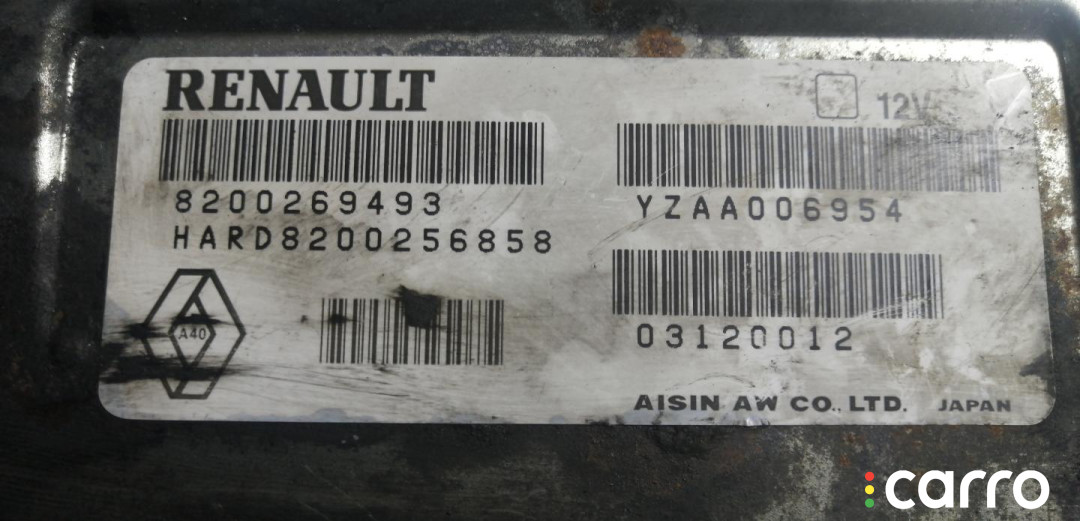 RENAULT
12V
8200269493
HARD8200256858
YZAA006954
A40
03120012
AISIN AW CO., LTD. JAPAN
carro